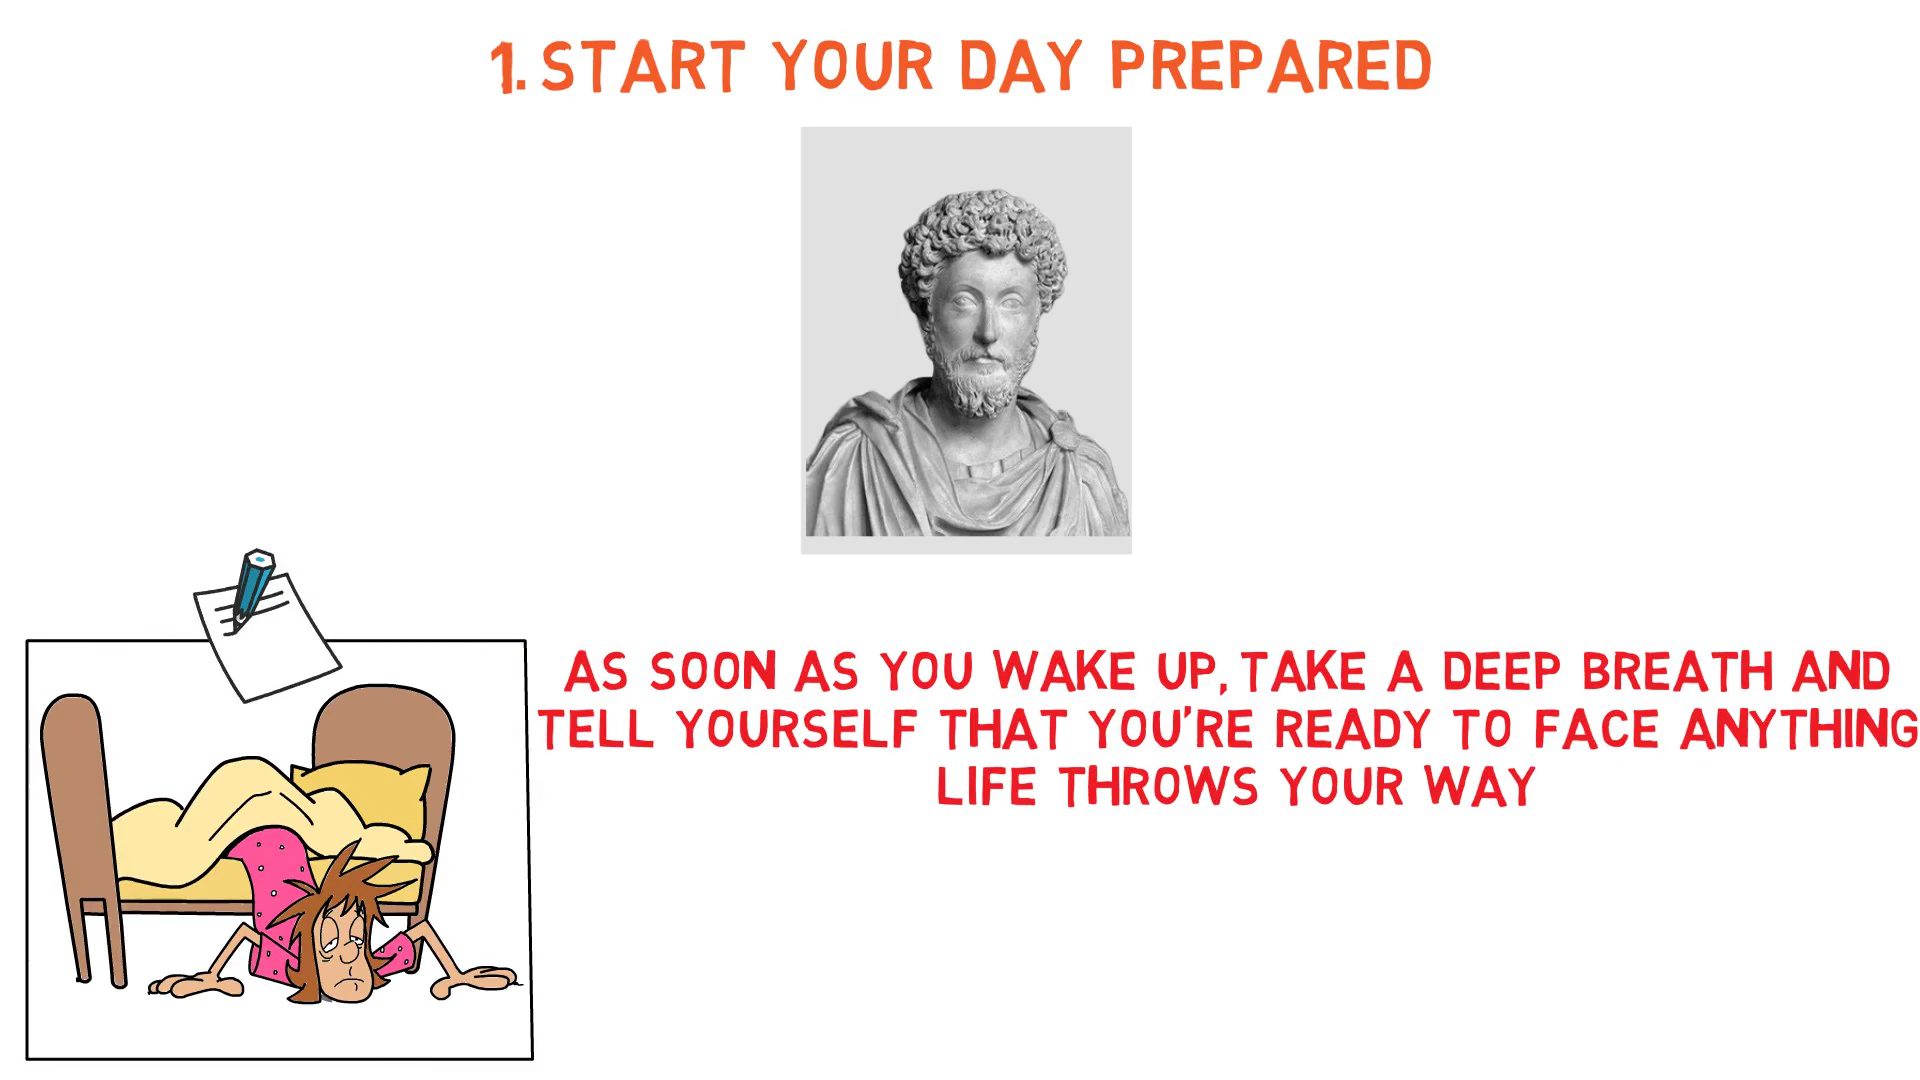 1. START YOUR DAY PREPARED
AS SOON AS YOU WAKE UP, TAKE A DEEP BREATH AND
TELL YOURSELF THAT YOU'RE READY TO FACE ANYTHING
LIFE THROWS YOUR WAY